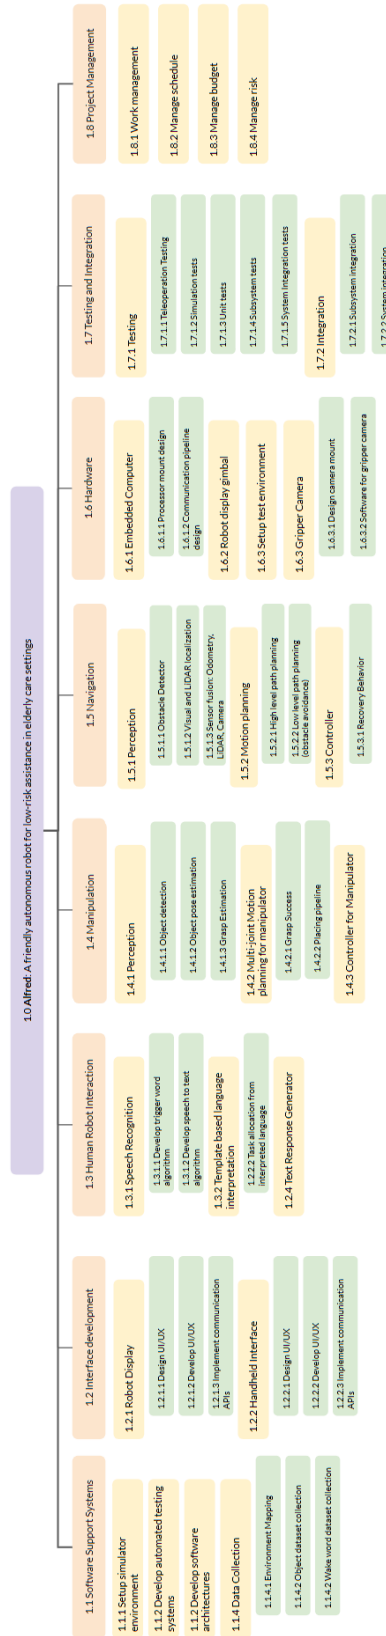 1.0 Alfred: A friendly autonomous robot for low-risk assistance in elderly care settings
1.1 Software Support Systems
1.1.1 Setup simulator
environment
1.1.2 Develop automated testing
systems
1.1.2 Develop software
architectures
1.1.4 Data Collection
1.1.4.1 Environment Mapping
1.1.4.2 Object dataset collection
1.1.4.2 Wake word dataset collection
1.2 Interface development
1.2.1 Robot Display
1.2.1.1 Design UI/UX
1.2.1.2 Develop UI/UX
1.2.1.3 Implement communication
APIs
1.2.2 Handheld Interface
1.2.2.1 Design UI/UX
1.2.2.2 Develop UI/UX
1.2.2.3 Implement communication
APIs
1.3 Human Robot Interaction
1.3.1 Speech Recognition
1.3.1.1 Develop trigger word
algorithm
1.3.1.2 Develop speech to text
algorithm
1.3.2 Template based language
interpretation
1.2.2.2 Task allocation from
interpreted language
1.2.4 Text Response Generator
1.4 Manipulation
1.4.1 Perception
1.4.1.1 Object detection
1.4.1.2 Object pose estimation
1.4.1.3 Grasp Estimation
1.4.2 Multi-joint Motion
planning for manipulator
1.4.2.1 Grasp Success
1.4.2.2 Placing pipeline
1.4.3 Controller for Manipulator
1.5 Navigation
1.5.1 Perception
1.5.1.1 Obstacle Detector
1.5.1.2 Visual and LiDAR localization
1.5.1.3 Sensor fusion: Odometry,
LiDAR, Camera
1.5.2 Motion planning
1.5.2.1 High level path planning
1.5.2.2 Low level path planning
(obstacle avoidance)
1.5.3 Controller
1.5.3.1 Recovery Behavior
1.6 Hardware
1.6.1 Embedded Computer
1.6.1.1 Processor mount design
1.6.1.2 Communication pipeline
design
1.6.2 Robot display gimbal
1.6.3 Setup test environment
1.6.3 Gripper Camera
1.6.3.1 Design camera mount
1.6.3.2 Software for gripper camera
1.7 Testing and Integration
1.7.1 Testing
1.7.1.1 Teleoperation Testing
1.7.1.2 Simulation tests
1.7.1.3 Unit tests
1.7.1.4 Subsystem tests
1.7.1.5 System Integration tests
1.7.2 Integration
1.7.2.1 Subsystem integration
1.7.2.2 System integration
1.8 Project Management
1.8.1 Work management
1.8.2 Manage schedule
1.8.3 Manage budget
1.8.4 Manage risk